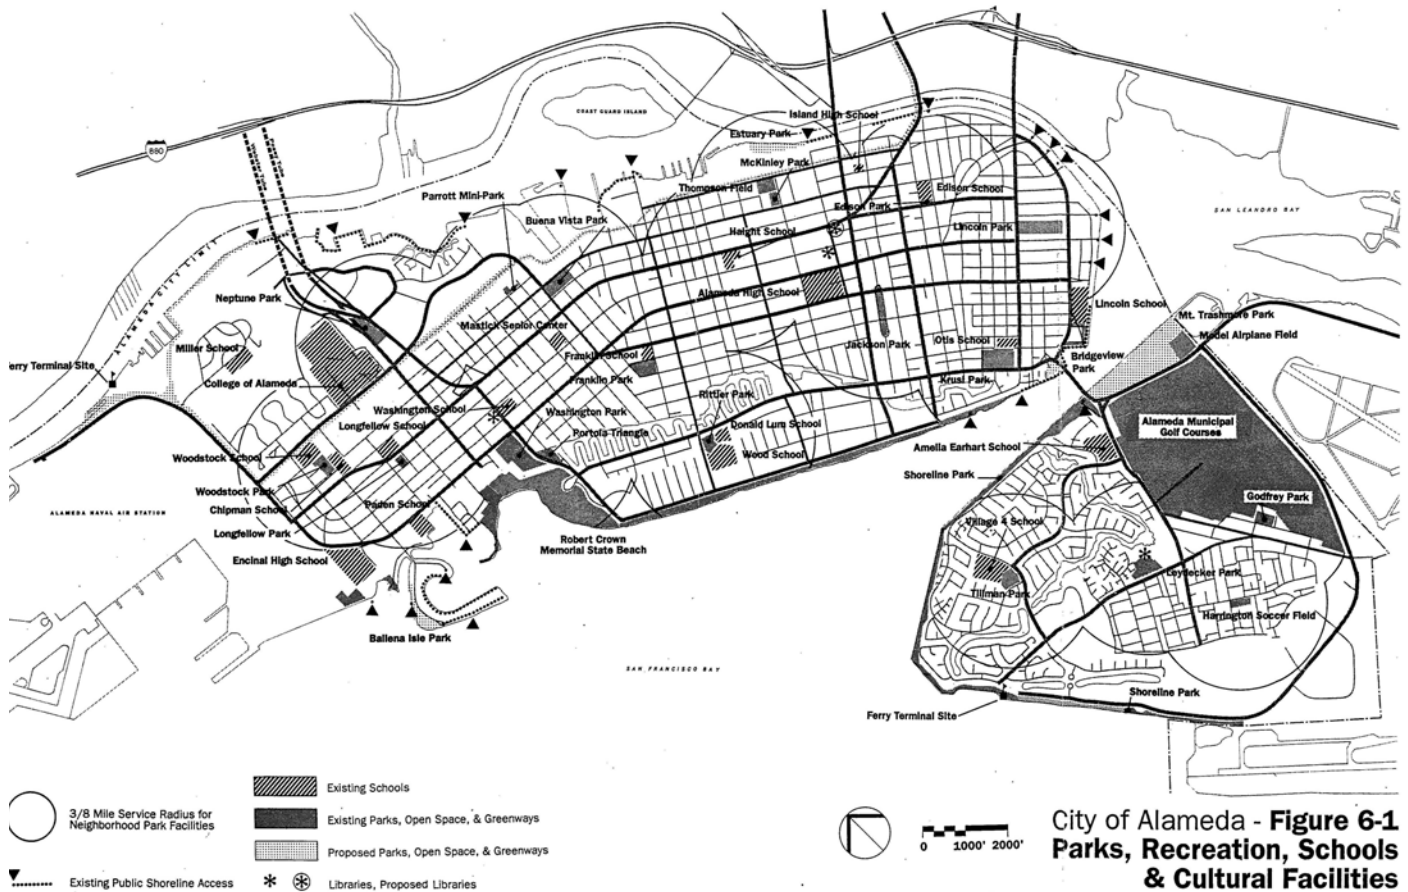 COAST GUARD ISLAND
Island High School
Estuary Park
880
McKinley Park
Thompson Field
Edison School
Parrott Mini-Park
Edison Park
Buena Vista Park
SAN LEANDRO BAY
Haight School
Lincoln Park
ALAMEDA CITY LIMIT
Neptune Park
Alameda High School
Lincoln School
Mt. Trashmore Park
Mastick Senior Center
Model Airplane Field
Miller School
Otis School
Jackson Park
Franklin School
Bridgeview
Park
Ferry Terminal Site
College of Alameda
Franklin Park
Krusi Park
Rittler Park
Washington School
Washington Park
Alameda Municipal
Golf Courses
Longfellow School
Donald Lum School
Portola Triangle
Amelia Earhart School
Woodstock School
Wood School
Shoreline Park
Woodstock Park
Godfrey Park
Paden School
Chipman School
ALAMEDA NAVAL AIR STATION
Village 4 School
Longfellow Park
Robert Crown
Memorial State Beach
Encinal High School
Leydecker Park
Tillman Park
Harrington Soccer Field
Ballena Isle Park
SAN FRANCISCO BAY
Shoreline Park
Ferry Terminal Site
3/8 Mile Service Radius for
Neighborhood Park Facilities
Existing Public Shoreline Access
Existing Schools
Existing Parks, Open Space, & Greenways
Proposed Parks, Open Space, & Greenways
Libraries, Proposed Libraries
0 1000' 2000'
City of Alameda - Figure 6-1
Parks, Recreation, Schools
& Cultural Facilities